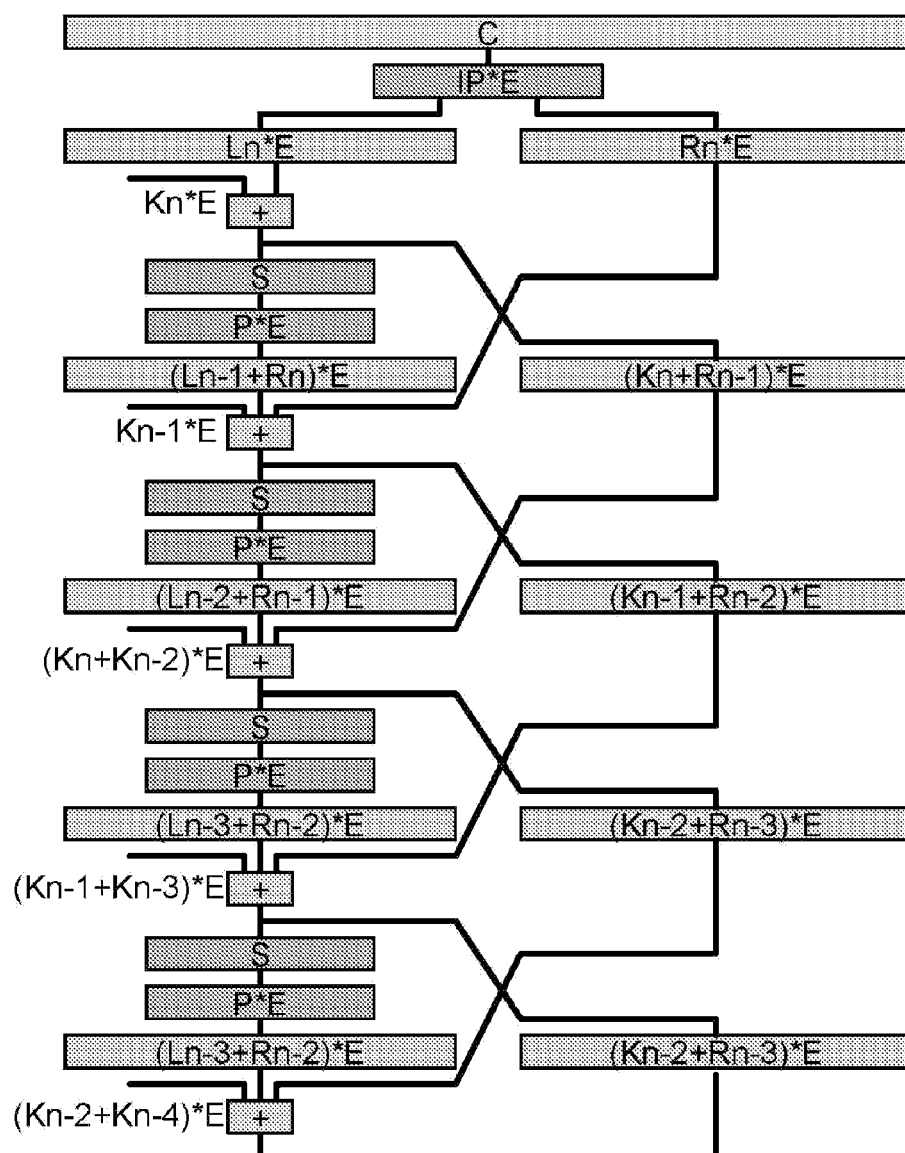 C
IP*E
Ln*E Rn*E
Kn*E +
S
P*E
(Ln-1+Rn)*E (Kn+Rn-1)*E
Kn-1*E +
S
P*E
(Ln-2+Rn-1)*E (Kn-1+Rn-2)*E
(Kn+Kn-2)*E +
S
P*E
(Ln-3+Rn-2)*E (Kn-2+Rn-3)*E
(Kn-1+Kn-3)*E +
S
P*E
(Ln-3+Rn-2)*E (Kn-2+Rn-3)*E
(Kn-2+Kn-4)*E +